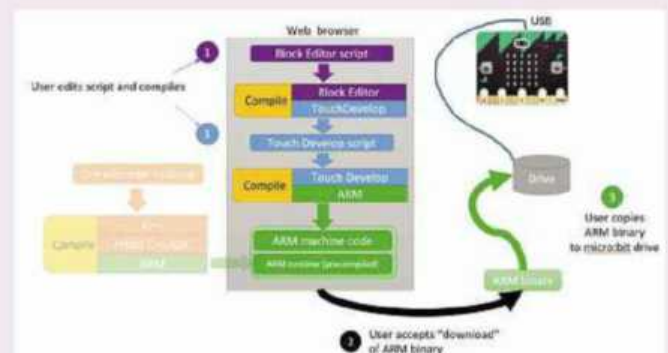 Web browser
USB
1
Block Editor script
User edits script and compiles
Compile
Block Editor
TouchDevelop
1
Touch Develop script
Compile
Touch Develop
ARM
Drive
3
User copies
ARM binary
to micro:bit drive
Compile
ARM
ARM machine code
ARM runtime (precompiled)
ARM binary
2
User accepts "download"
of ARM binary